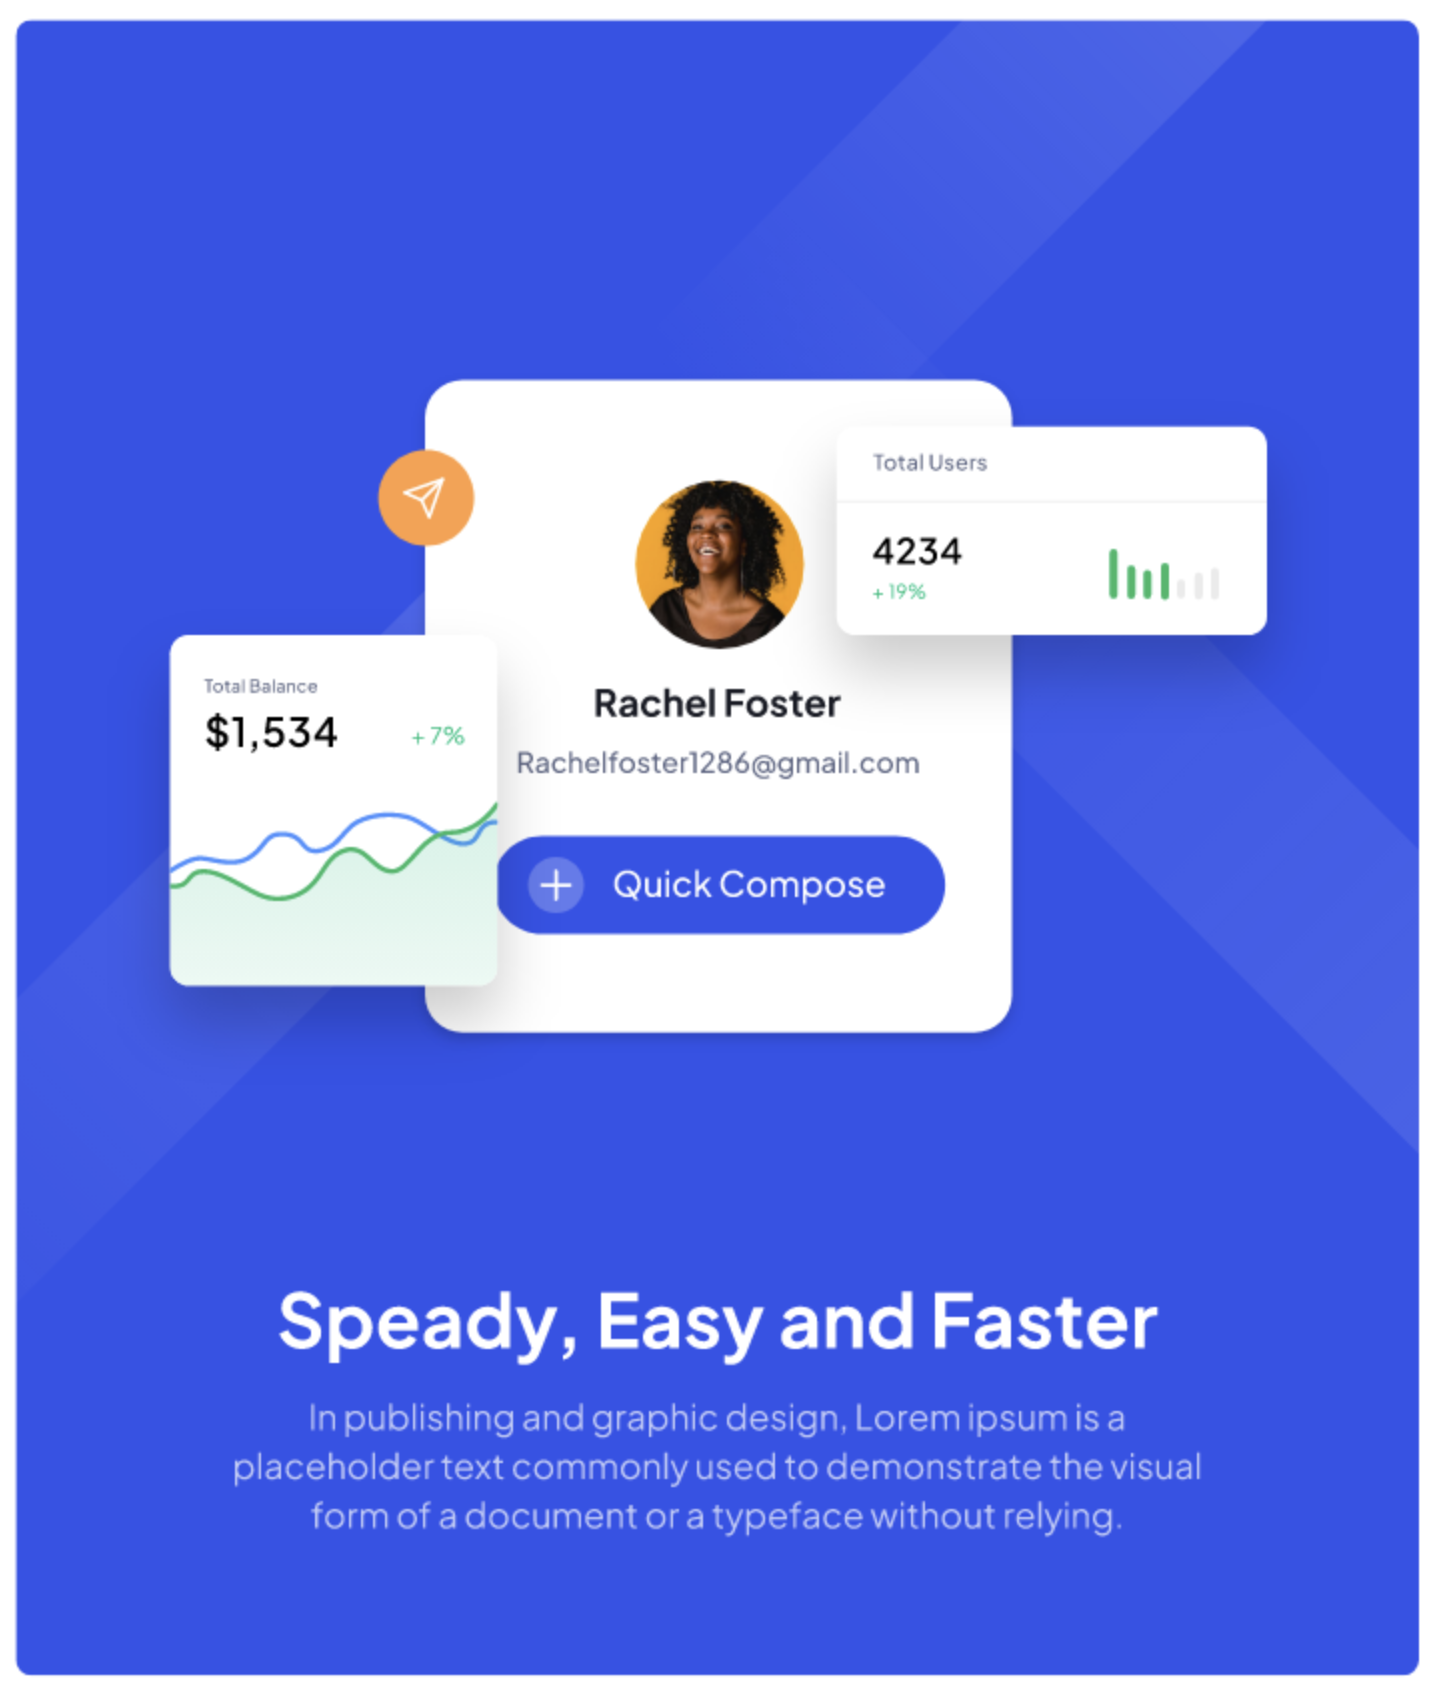 Total Users
4234
+ 19%
Total Balance
$1,534
+ 7%
Rachel Foster
Rachelfoster1286@gmail.com
Quick Compose
Speady, Easy and Faster
In publishing and graphic design, Lorem ipsum is a
placeholder text commonly used to demonstrate the visual
form of a document or a typeface without relying.